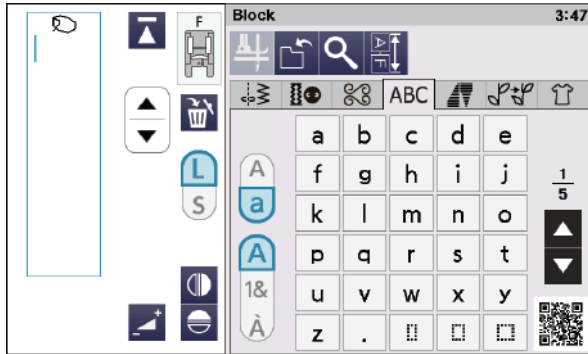 Block 3:47
F
ABC
L
S
A
a
A
1&
À
a b c d e
f g h i j
k l m n o
p q r s t
u v w x y
z .
1
5